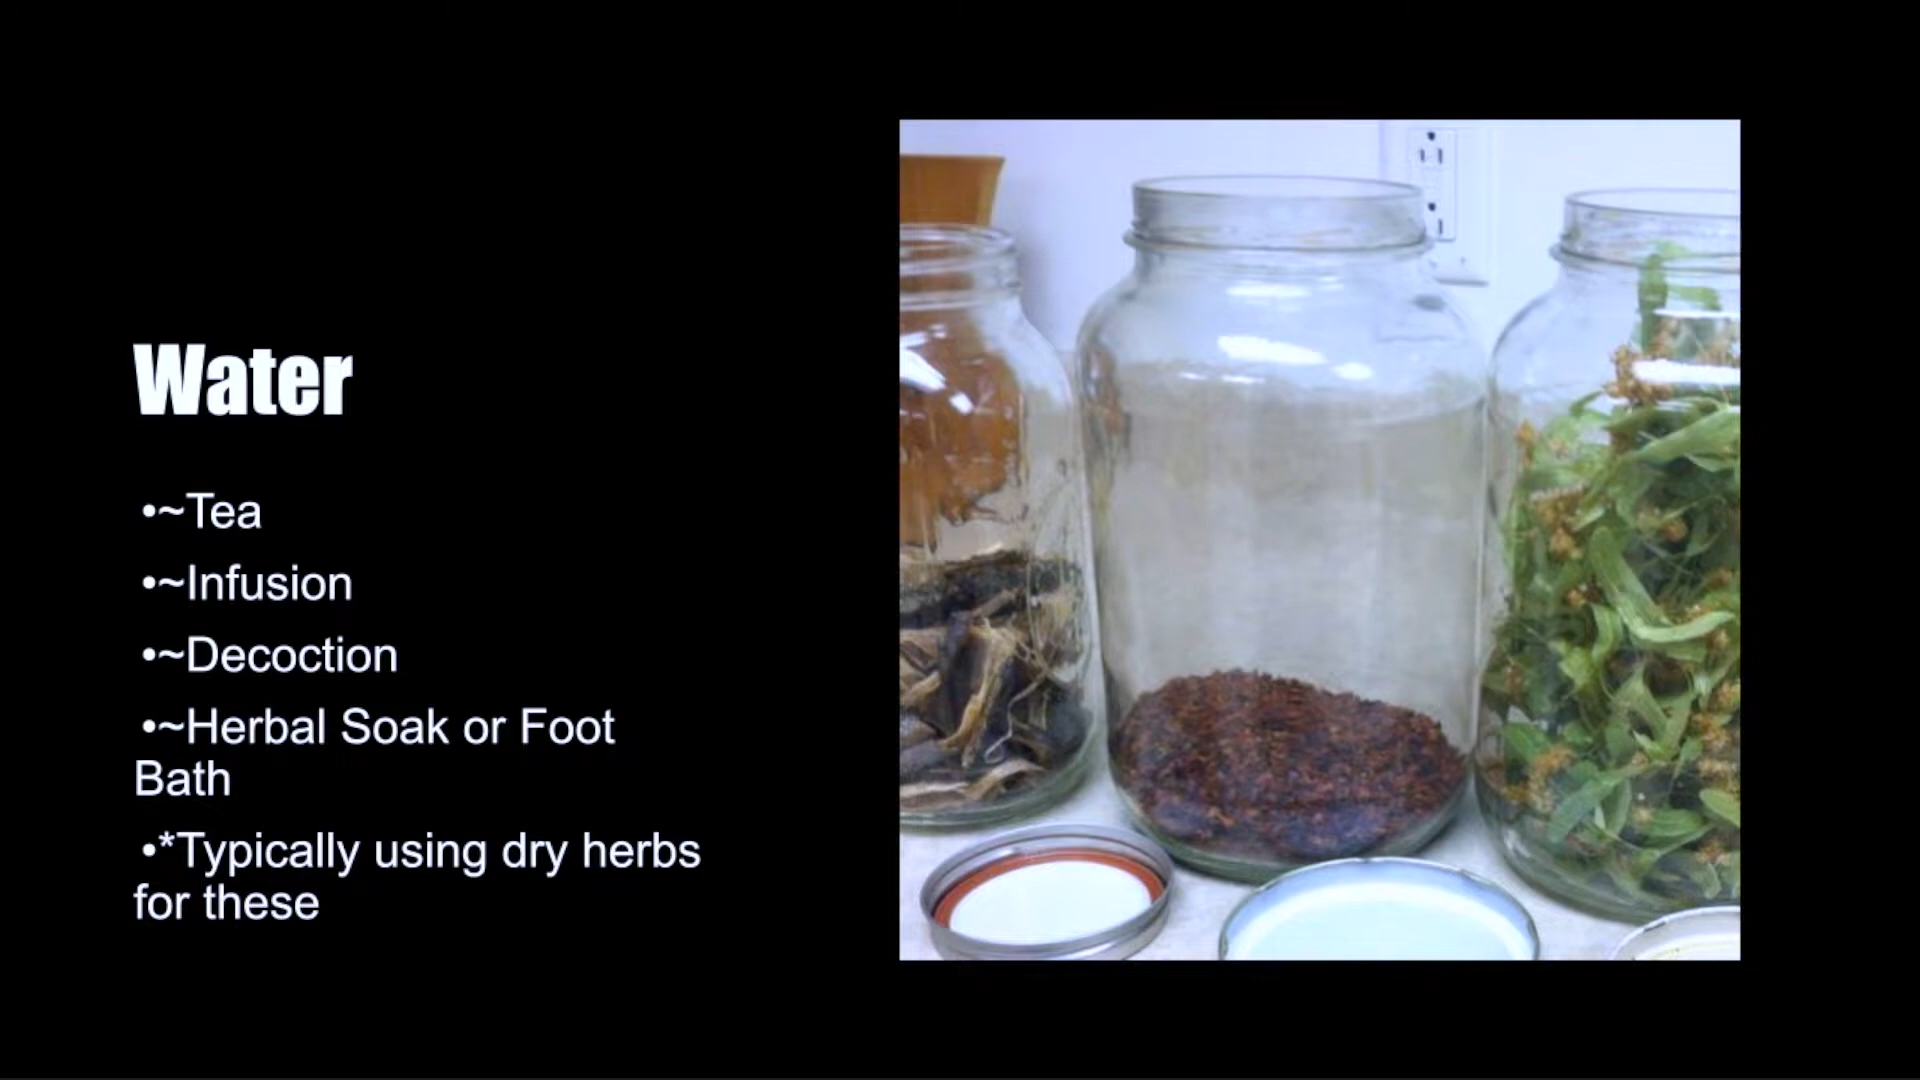 Water
•~Tea
•~Infusion
•~Decoction
•~Herbal Soak or Foot
Bath
•*Typically using dry herbs
for these